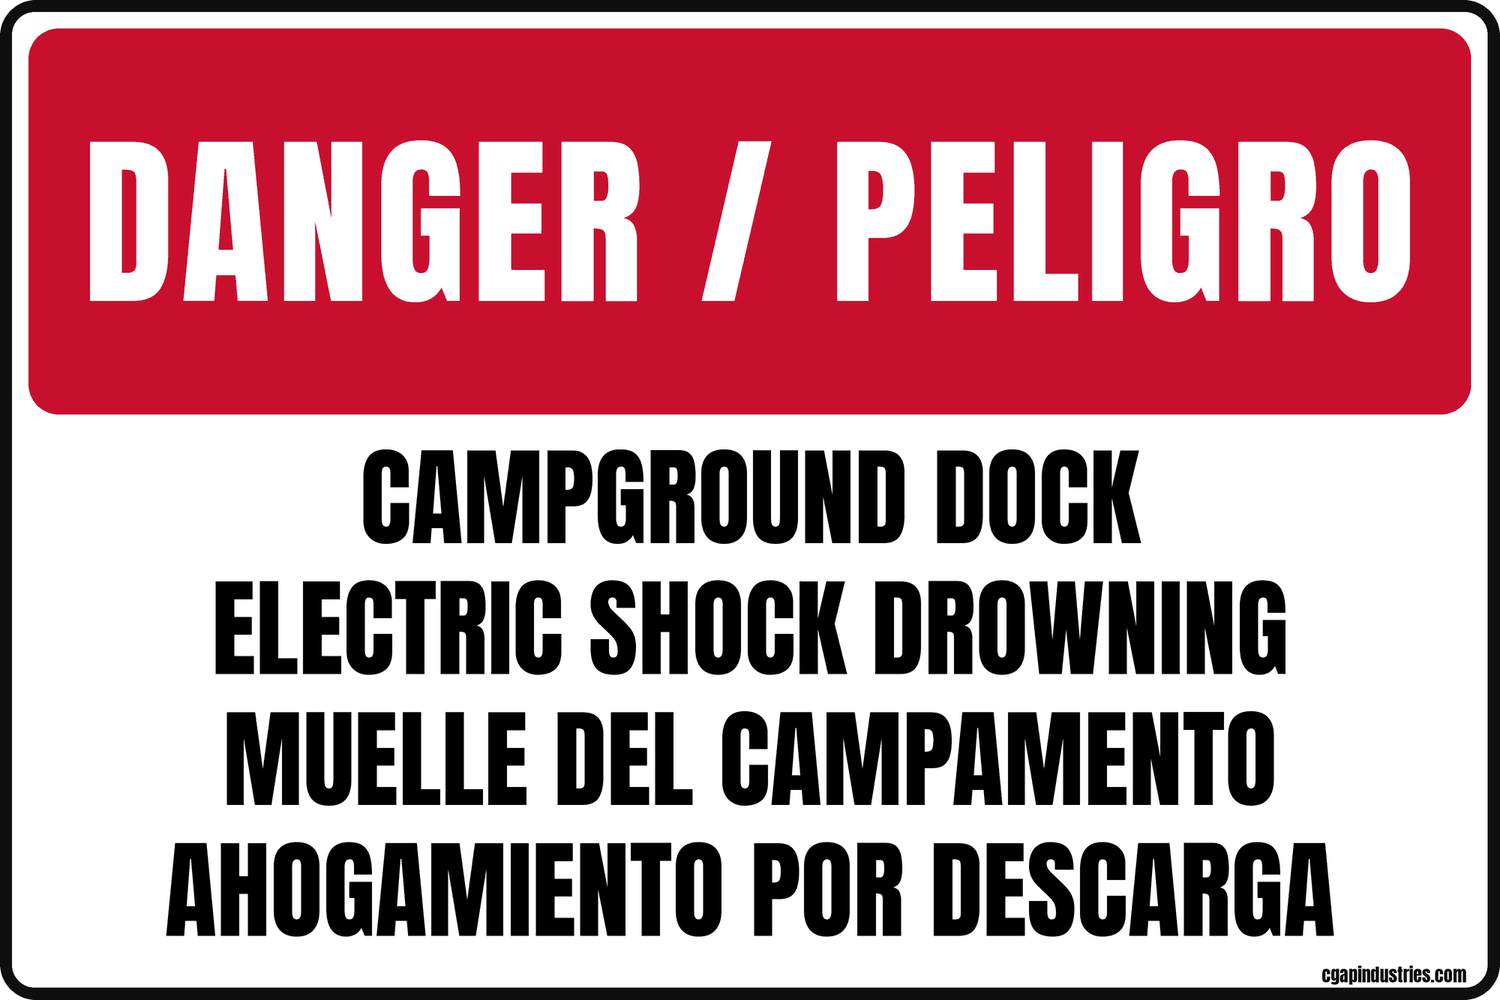 DANGER / PELIGRO
CAMPGROUND DOCK
ELECTRIC SHOCK DROWNING
MUELLE DEL CAMPAMENTO
AHOGAMIENTO POR DESCARGA
cgapindustries.com